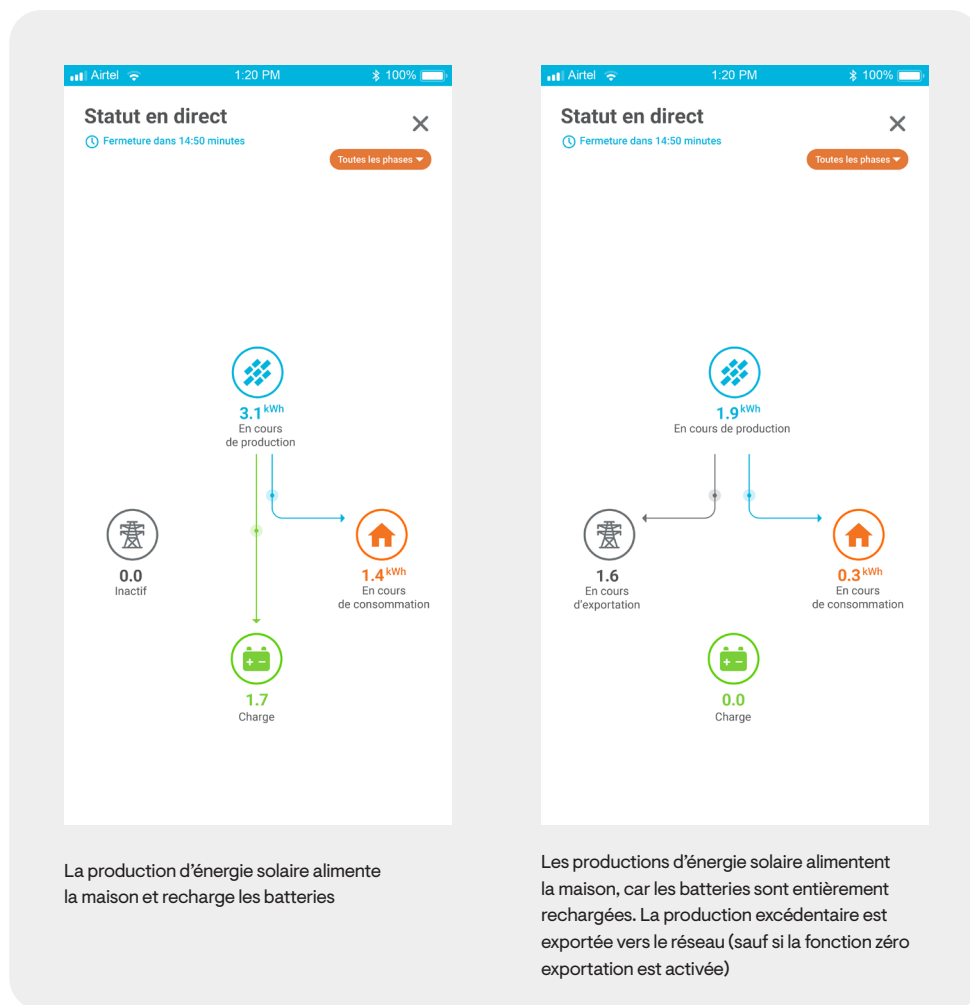 Airtel 1:20 PM 100%
Statut en direct
Fermeture dans 14:50 minutes
Toutes les phases
3.1 kWh
En cours
de production
0.0
Inactif
1.4 kWh
En cours
de consommation
1.7
Charge
La production d’énergie solaire alimente
la maison et recharge les batteries
Airtel 1:20 PM 100%
Statut en direct
Fermeture dans 14:50 minutes
Toutes les phases
1.9 kWh
En cours de production
1.6
En cours
d'exportation
0.3 kWh
En cours
de consommation
0.0
Charge
Les productions d’énergie solaire alimentent
la maison, car les batteries sont entièrement
rechargées. La production excédentaire est
exportée vers le réseau (sauf si la fonction zéro
exportation est activée)